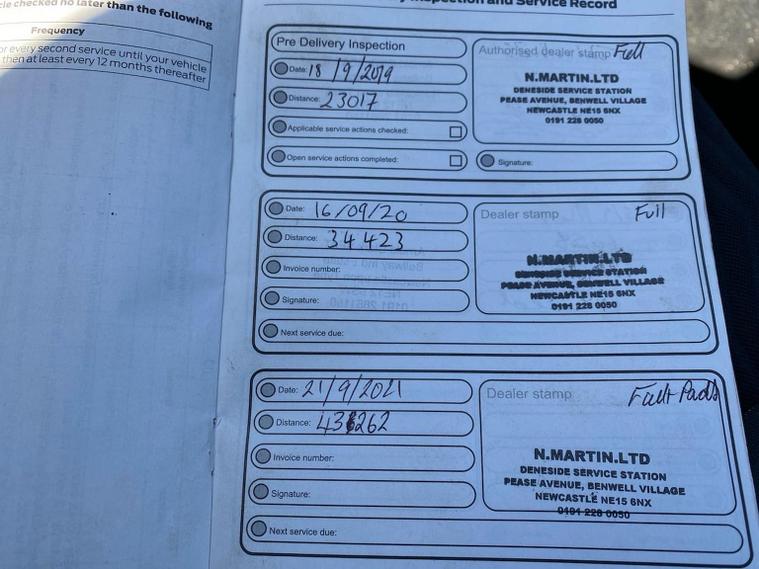 checked no later than the following
Frequency
or every second service until your vehicle
then at least every 12 months thereafter
Inspection and Service Record
Pre Delivery Inspection
Date: 18/9/2019
Distance: 23017
Applicable service actions checked:
Open service actions completed:
Authorised dealer stamp Full
N.MARTIN.LTD
DENESIDE SERVICE STATION
PEASE AVENUE, BENWELL VILLAGE
NEWCASTLE NE15 6NX
0191 228 0050
Signature:
Date: 16/09/20
Distance: 34423
Invoice number:
Signature:
Next service due:
Dealer stamp Full
N.MARTIN.LTD
DENESIDE SERVICE STATION
PEASE AVENUE, BENWELL VILLAGE
NEWCASTLE NE15 6NX
0191 228 0050
Date: 21/9/2021
Distance: 43262
Invoice number:
Signature:
Next service due:
Dealer stamp Full + Pads
N.MARTIN.LTD
DENESIDE SERVICE STATION
PEASE AVENUE, BENWELL VILLAGE
NEWCASTLE NE15 6NX
0191 228 0050